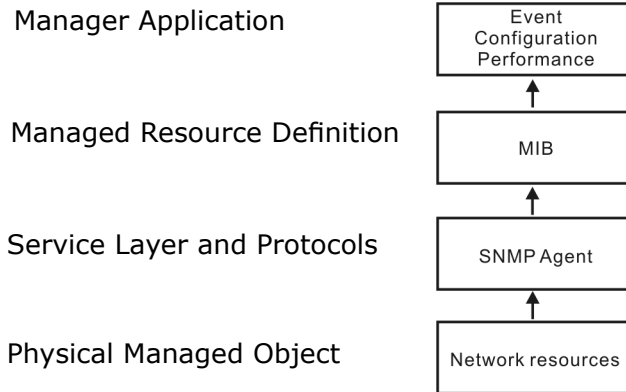 Manager Application
Event
Configuration
Performance
Managed Resource Definition
MIB
Service Layer and Protocols
SNMP Agent
Physical Managed Object
Network resources